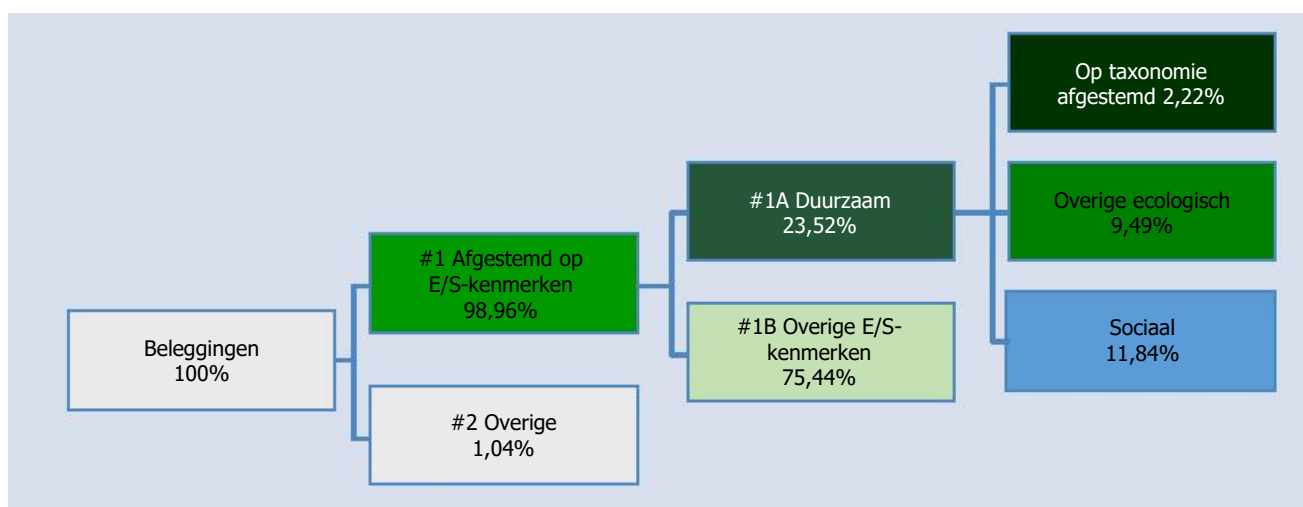 Beleggingen
100%
#1 Afgestemd op
E/S-kenmerken
98,96%
#2 Overige
1,04%
#1A Duurzaam
23,52%
#1B Overige E/S-
kenmerken
75,44%
Op taxonomie
afgestemd 2,22%
Overige ecologisch
9,49%
Sociaal
11,84%